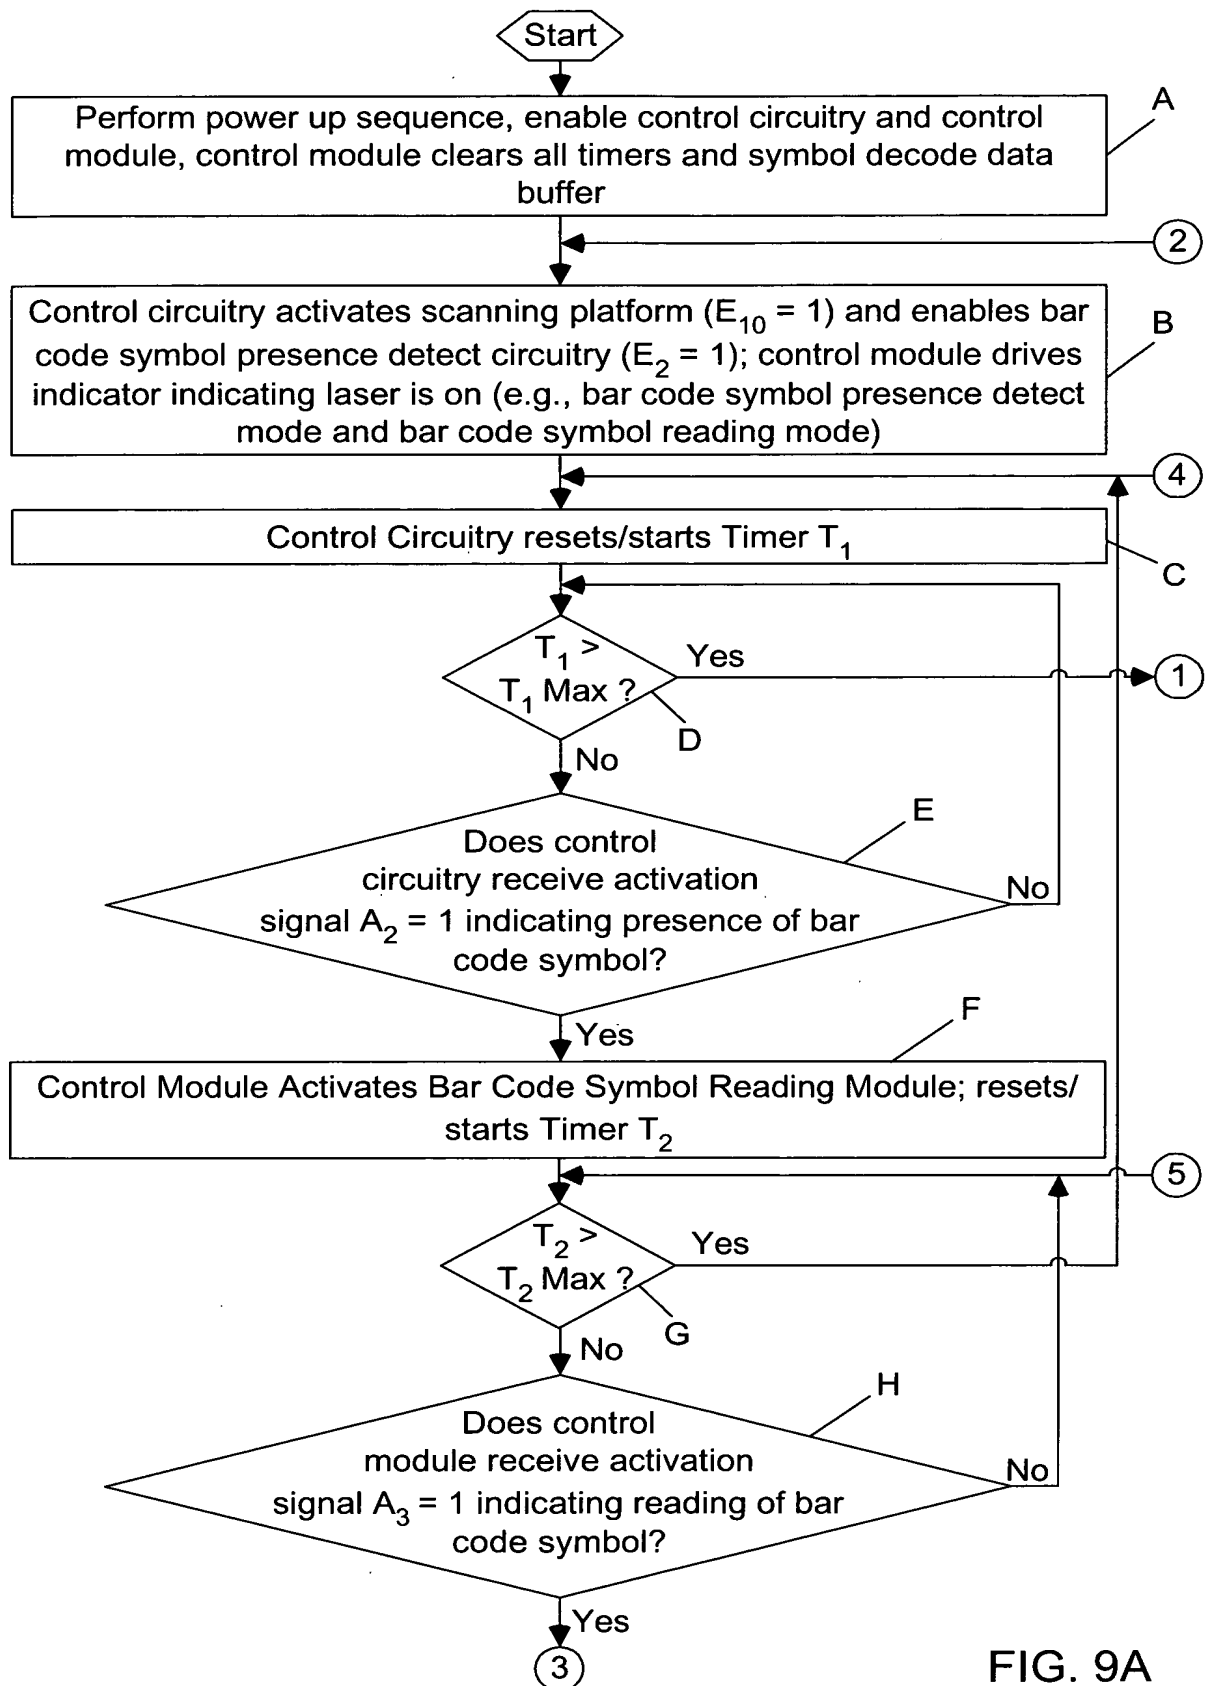 Start
A
Perform power up sequence, enable control circuitry and control
module, control module clears all timers and symbol decode data
buffer
2
Control circuitry activates scanning platform (E10 = 1) and enables bar
code symbol presence detect circuitry (E2 = 1); control module drives
indicator indicating laser is on (e.g., bar code symbol presence detect
mode and bar code symbol reading mode)
B
4
Control Circuitry resets/starts Timer T1
C
T1 >
T1 Max ?
Yes
1
D
No
E
Does control
circuitry receive activation
signal A2 = 1 indicating presence of bar
code symbol?
No
Yes
F
Control Module Activates Bar Code Symbol Reading Module; resets/
starts Timer T2
5
T2 >
T2 Max ?
Yes
G
No
H
Does control
module receive activation
signal A3 = 1 indicating reading of bar
code symbol?
No
Yes
3
FIG. 9A